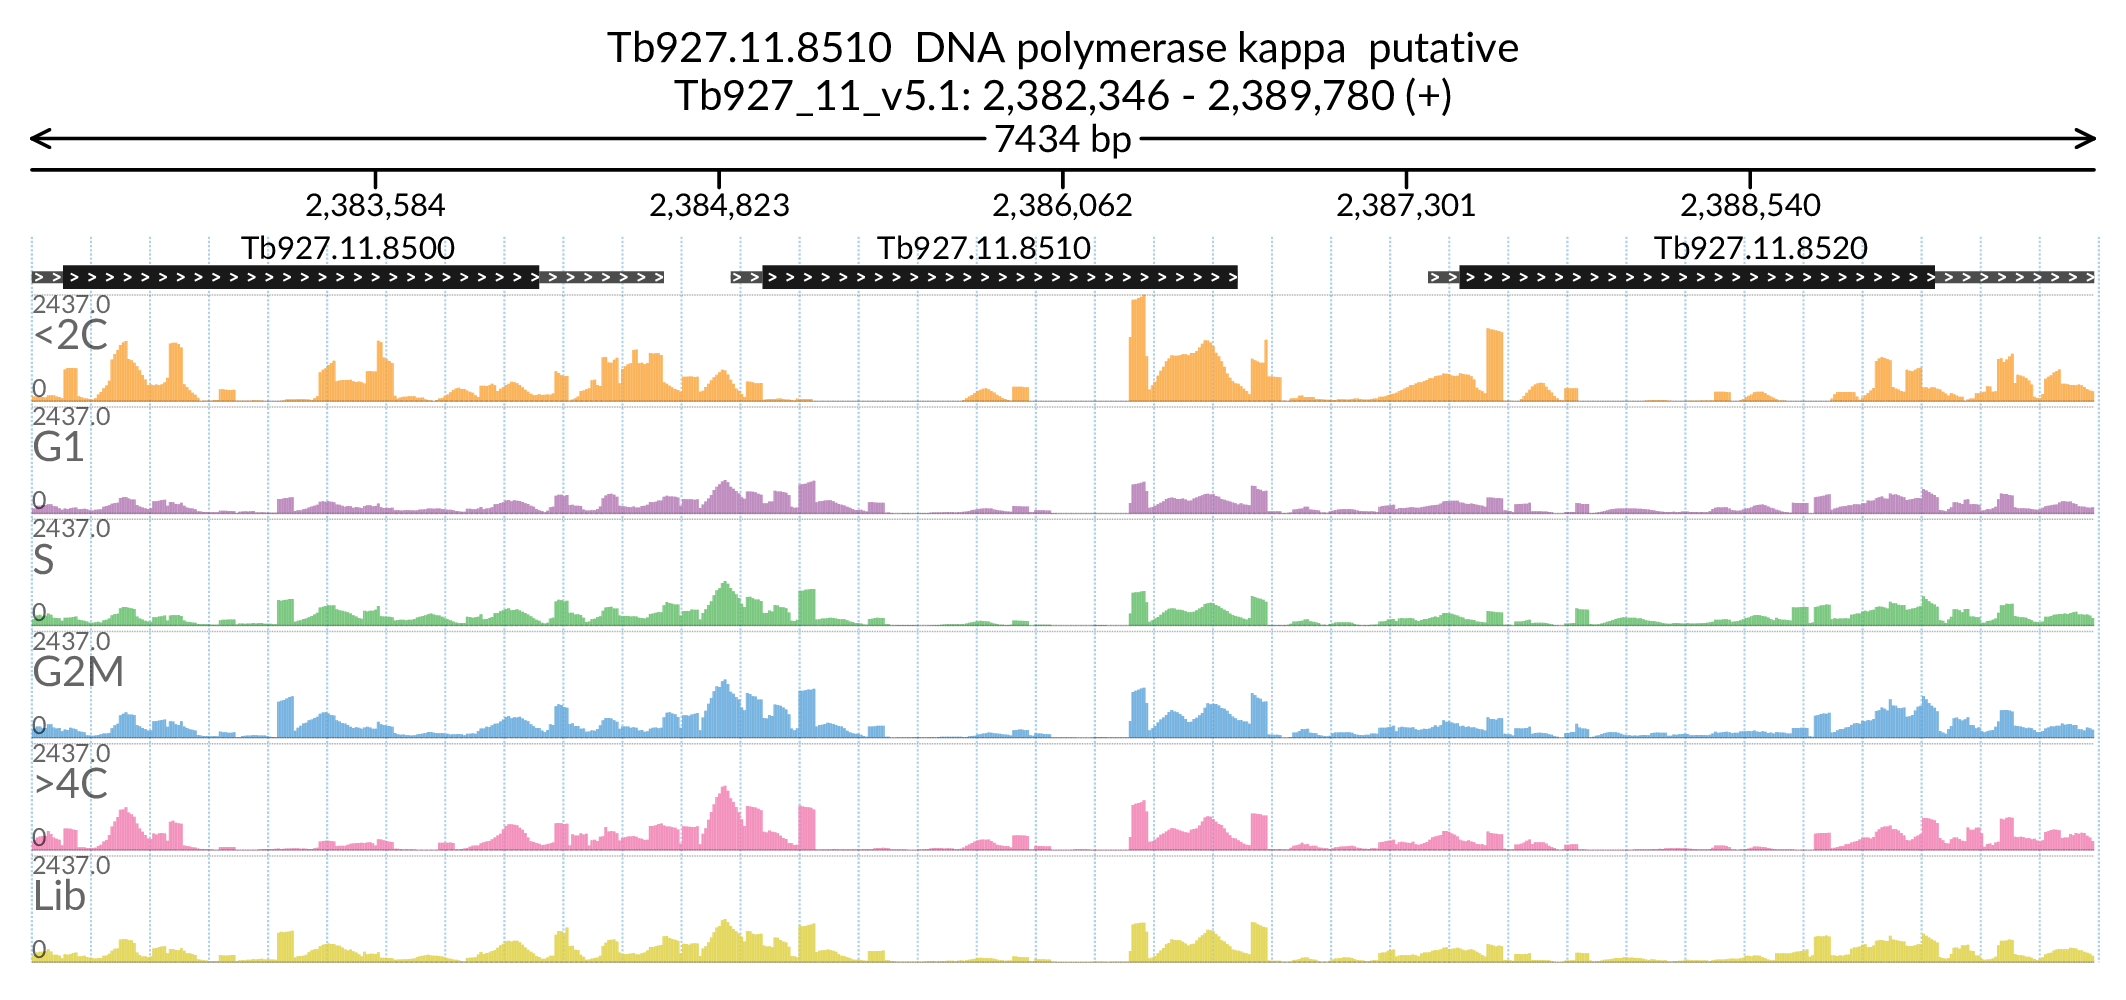 Tb927.11.8510  DNA polymerase kappa  putative
Tb927_11_v5.1: 2,382,346 - 2,389,780 (+)
7434 bp
2,383,584 2,384,823 2,386,062 2,387,301 2,388,540
Tb927.11.8500 Tb927.11.8510 Tb927.11.8520
2437.0
<2C
0
2437.0
G1
0
2437.0
S
0
2437.0
G2M
0
2437.0
>4C
0
2437.0
Lib
0